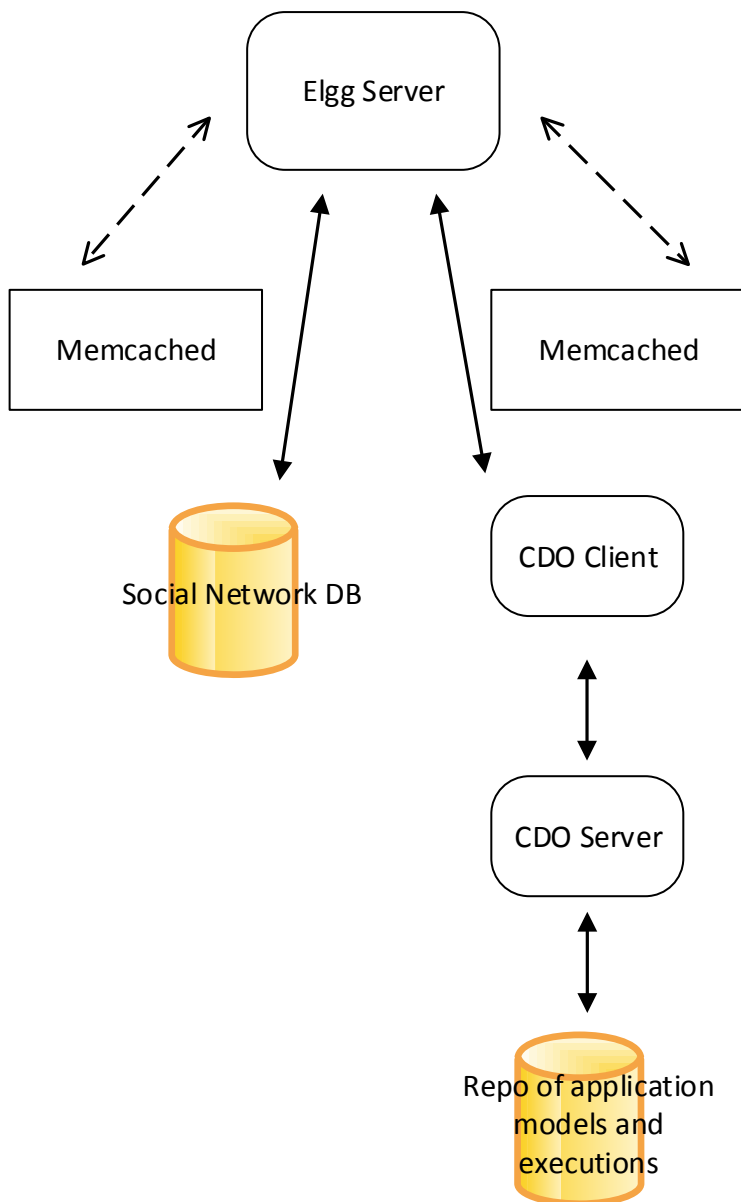 Elgg Server
Memcached
Memcached
Social Network DB
CDO Client
CDO Server
Repo of application
models and
executions